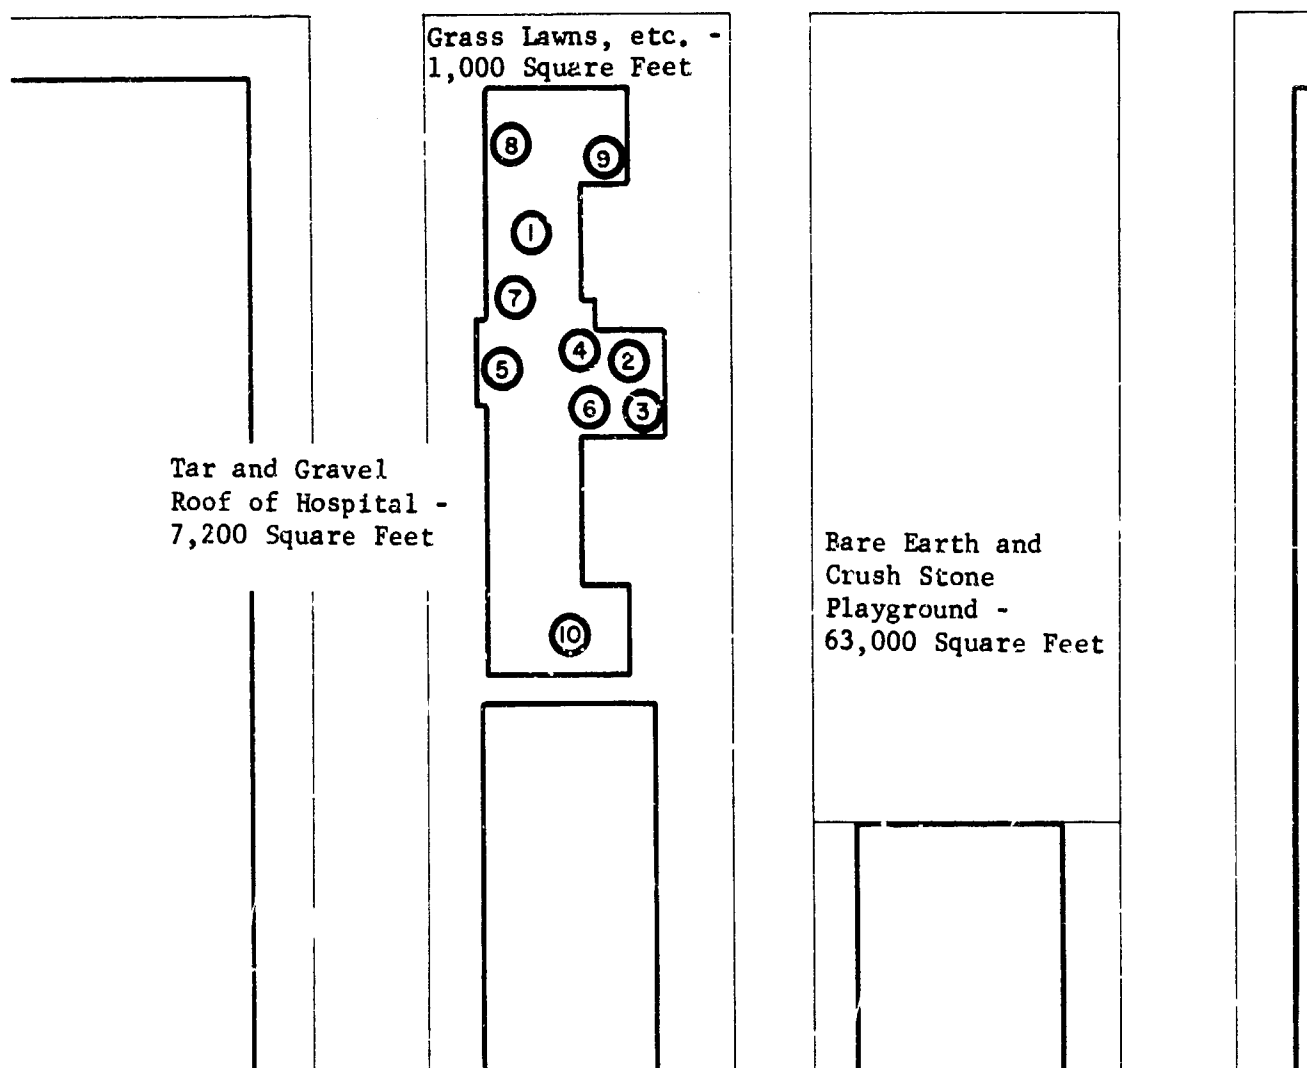 Grass Lawns, etc. -
1,000 Square Feet
8
9
1
7
4
2
5
6
3
Tar and Gravel
Roof of Hospital -
7,200 Square Feet
Bare Earth and
Crush Stone
Playground -
63,000 Square Feet
10